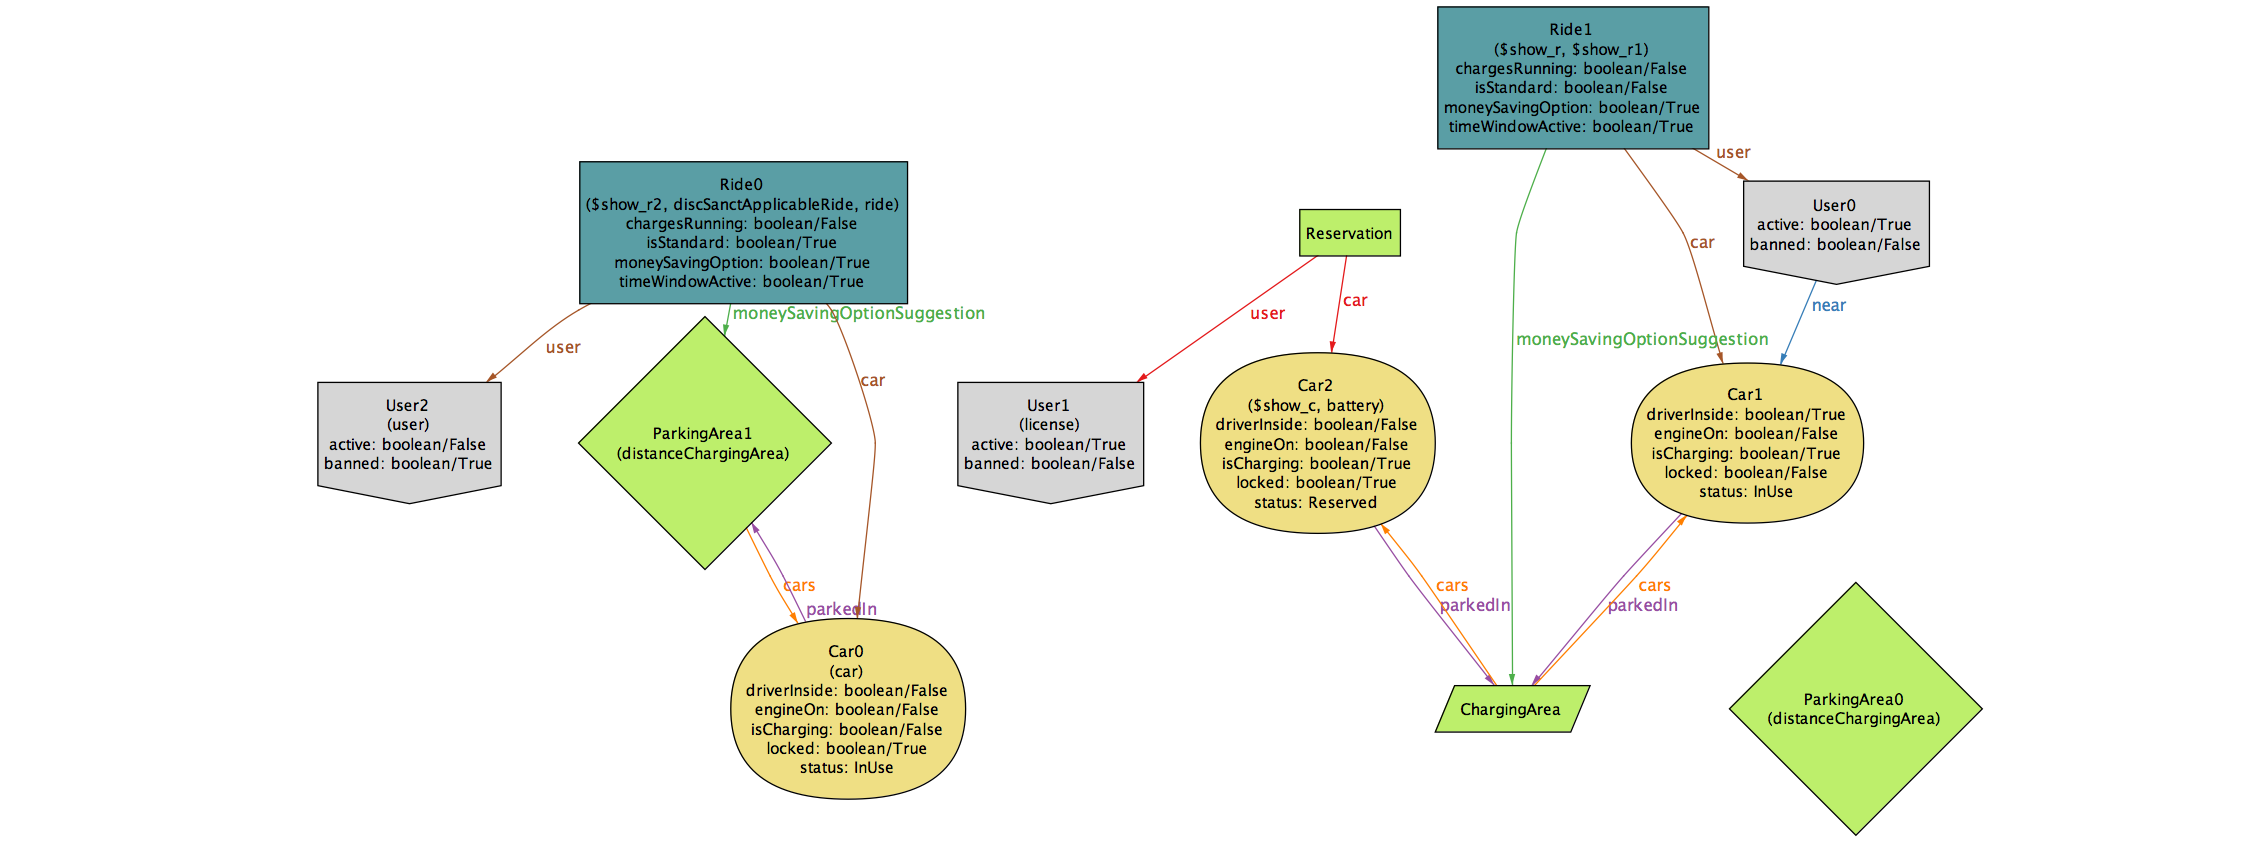 Ride1
($show_r, $show_r1)
chargesRunning: boolean/False
isStandard: boolean/False
moneySavingOption: boolean/True
timeWindowActive: boolean/True
user
Ride0
($show_r2, discSanctApplicableRide, ride)
chargesRunning: boolean/False
isStandard: boolean/True
moneySavingOption: boolean/True
timeWindowActive: boolean/True
Reservation
car
User0
active: boolean/True
banned: boolean/False
moneySavingOptionSuggestion
user
car
user
car
near
moneySavingOptionSuggestion
User2
(user)
active: boolean/False
banned: boolean/True
ParkingArea1
(distanceChargingArea)
User1
(license)
active: boolean/True
banned: boolean/False
Car2
($show_c, battery)
driverInside: boolean/False
engineOn: boolean/False
isCharging: boolean/True
locked: boolean/True
status: Reserved
Car1
driverInside: boolean/True
engineOn: boolean/False
isCharging: boolean/True
locked: boolean/False
status: InUse
cars
parkedIn
cars
parkedIn
cars
parkedIn
Car0
(car)
driverInside: boolean/False
engineOn: boolean/False
isCharging: boolean/False
locked: boolean/True
status: InUse
ChargingArea
ParkingArea0
(distanceChargingArea)